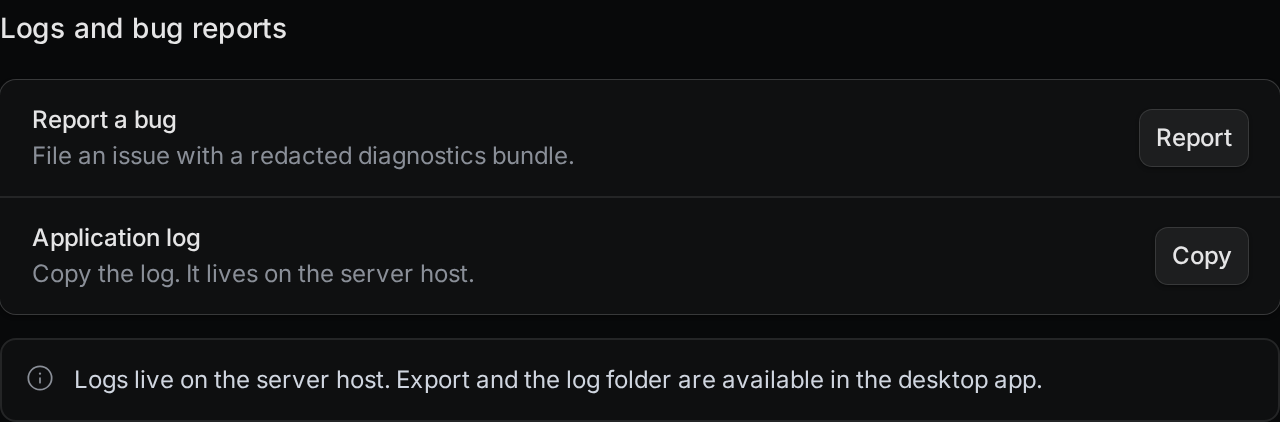 Logs and bug reports
Report a bug
File an issue with a redacted diagnostics bundle.
Report
Application log
Copy the log. It lives on the server host.
Copy
Logs live on the server host. Export and the log folder are available in the desktop app.